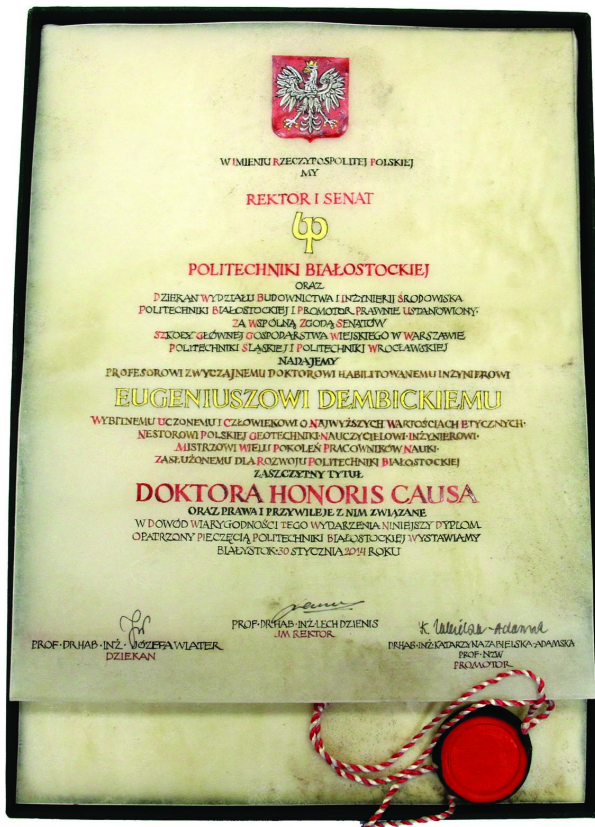 W IMIENIU RZECZYPOSPOLITEJ POLSKIEJ
MY
REKTOR I SENAT
POLITECHNIKI BIAŁOSTOCKIEJ
ORAZ
DZIEKAN WYDZIAŁU BUDOWNICTWA I INŻYNIERII ŚRODOWISKA
POLITECHNIKI BIAŁOSTOCKIEJ I PROMOTOR PRAWNIE USTANOWIONY·
ZA WSPÓLNĄ ZGODĄ SENATÓW
SZKOŁY GŁÓWNEJ GOSPODARSTWA WIEJSKIEGO W WARSZAWIE
POLITECHNIKI ŚLĄSKIEJ I POLITECHNIKI WROCŁAWSKIEJ
NADAJEMY
PROFESOROWI ZWYCZAJNEMU DOKTOROWI HABILITOWANEMU INŻYNIEROWI
EUGENIUSZOWI DEMBICKIEMU
WYBITNEMU UCZONEMU I CZŁOWIEKOWI O NAJWYŻSZYCH WARTOŚCIACH ETYCZNYCH·
NESTOROWI POLSKIEJ GEOTECHNIKI·NAUCZYCIELOWI·INŻYNIEROWI·
MISTRZOWI WIELU POKOLEŃ PRACOWNIKÓW NAUKI·
ZASŁUŻONEMU DLA ROZWOJU POLITECHNIKI BIAŁOSTOCKIEJ
ZASZCZYTNY TYTUŁ
DOKTORA HONORIS CAUSA
ORAZ PRAWA I PRZYWILEJE Z NIM ZWIĄZANE
W DOWÓD WIARYGODNOŚCI TEGO WYDARZENIA NINIEJSZY DYPLOM
OPATRZONY PIECZĘCIĄ POLITECHNIKI BIAŁOSTOCKIEJ WYSTAWIAMY
BIAŁYSTOK·30 STYCZNIA 2014 ROKU
PROF·DR·HAB·INŻ·JÓZEFA WIATER
DZIEKAN
PROF·DR·HAB·INŻ·LECH DZIENIS
JM REKTOR
K. Zabielska-Adamska
DR·HAB·INŻ·KATARZYNA ZABIELSKA-ADAMSKA
PROF·NZW
PROMOTOR